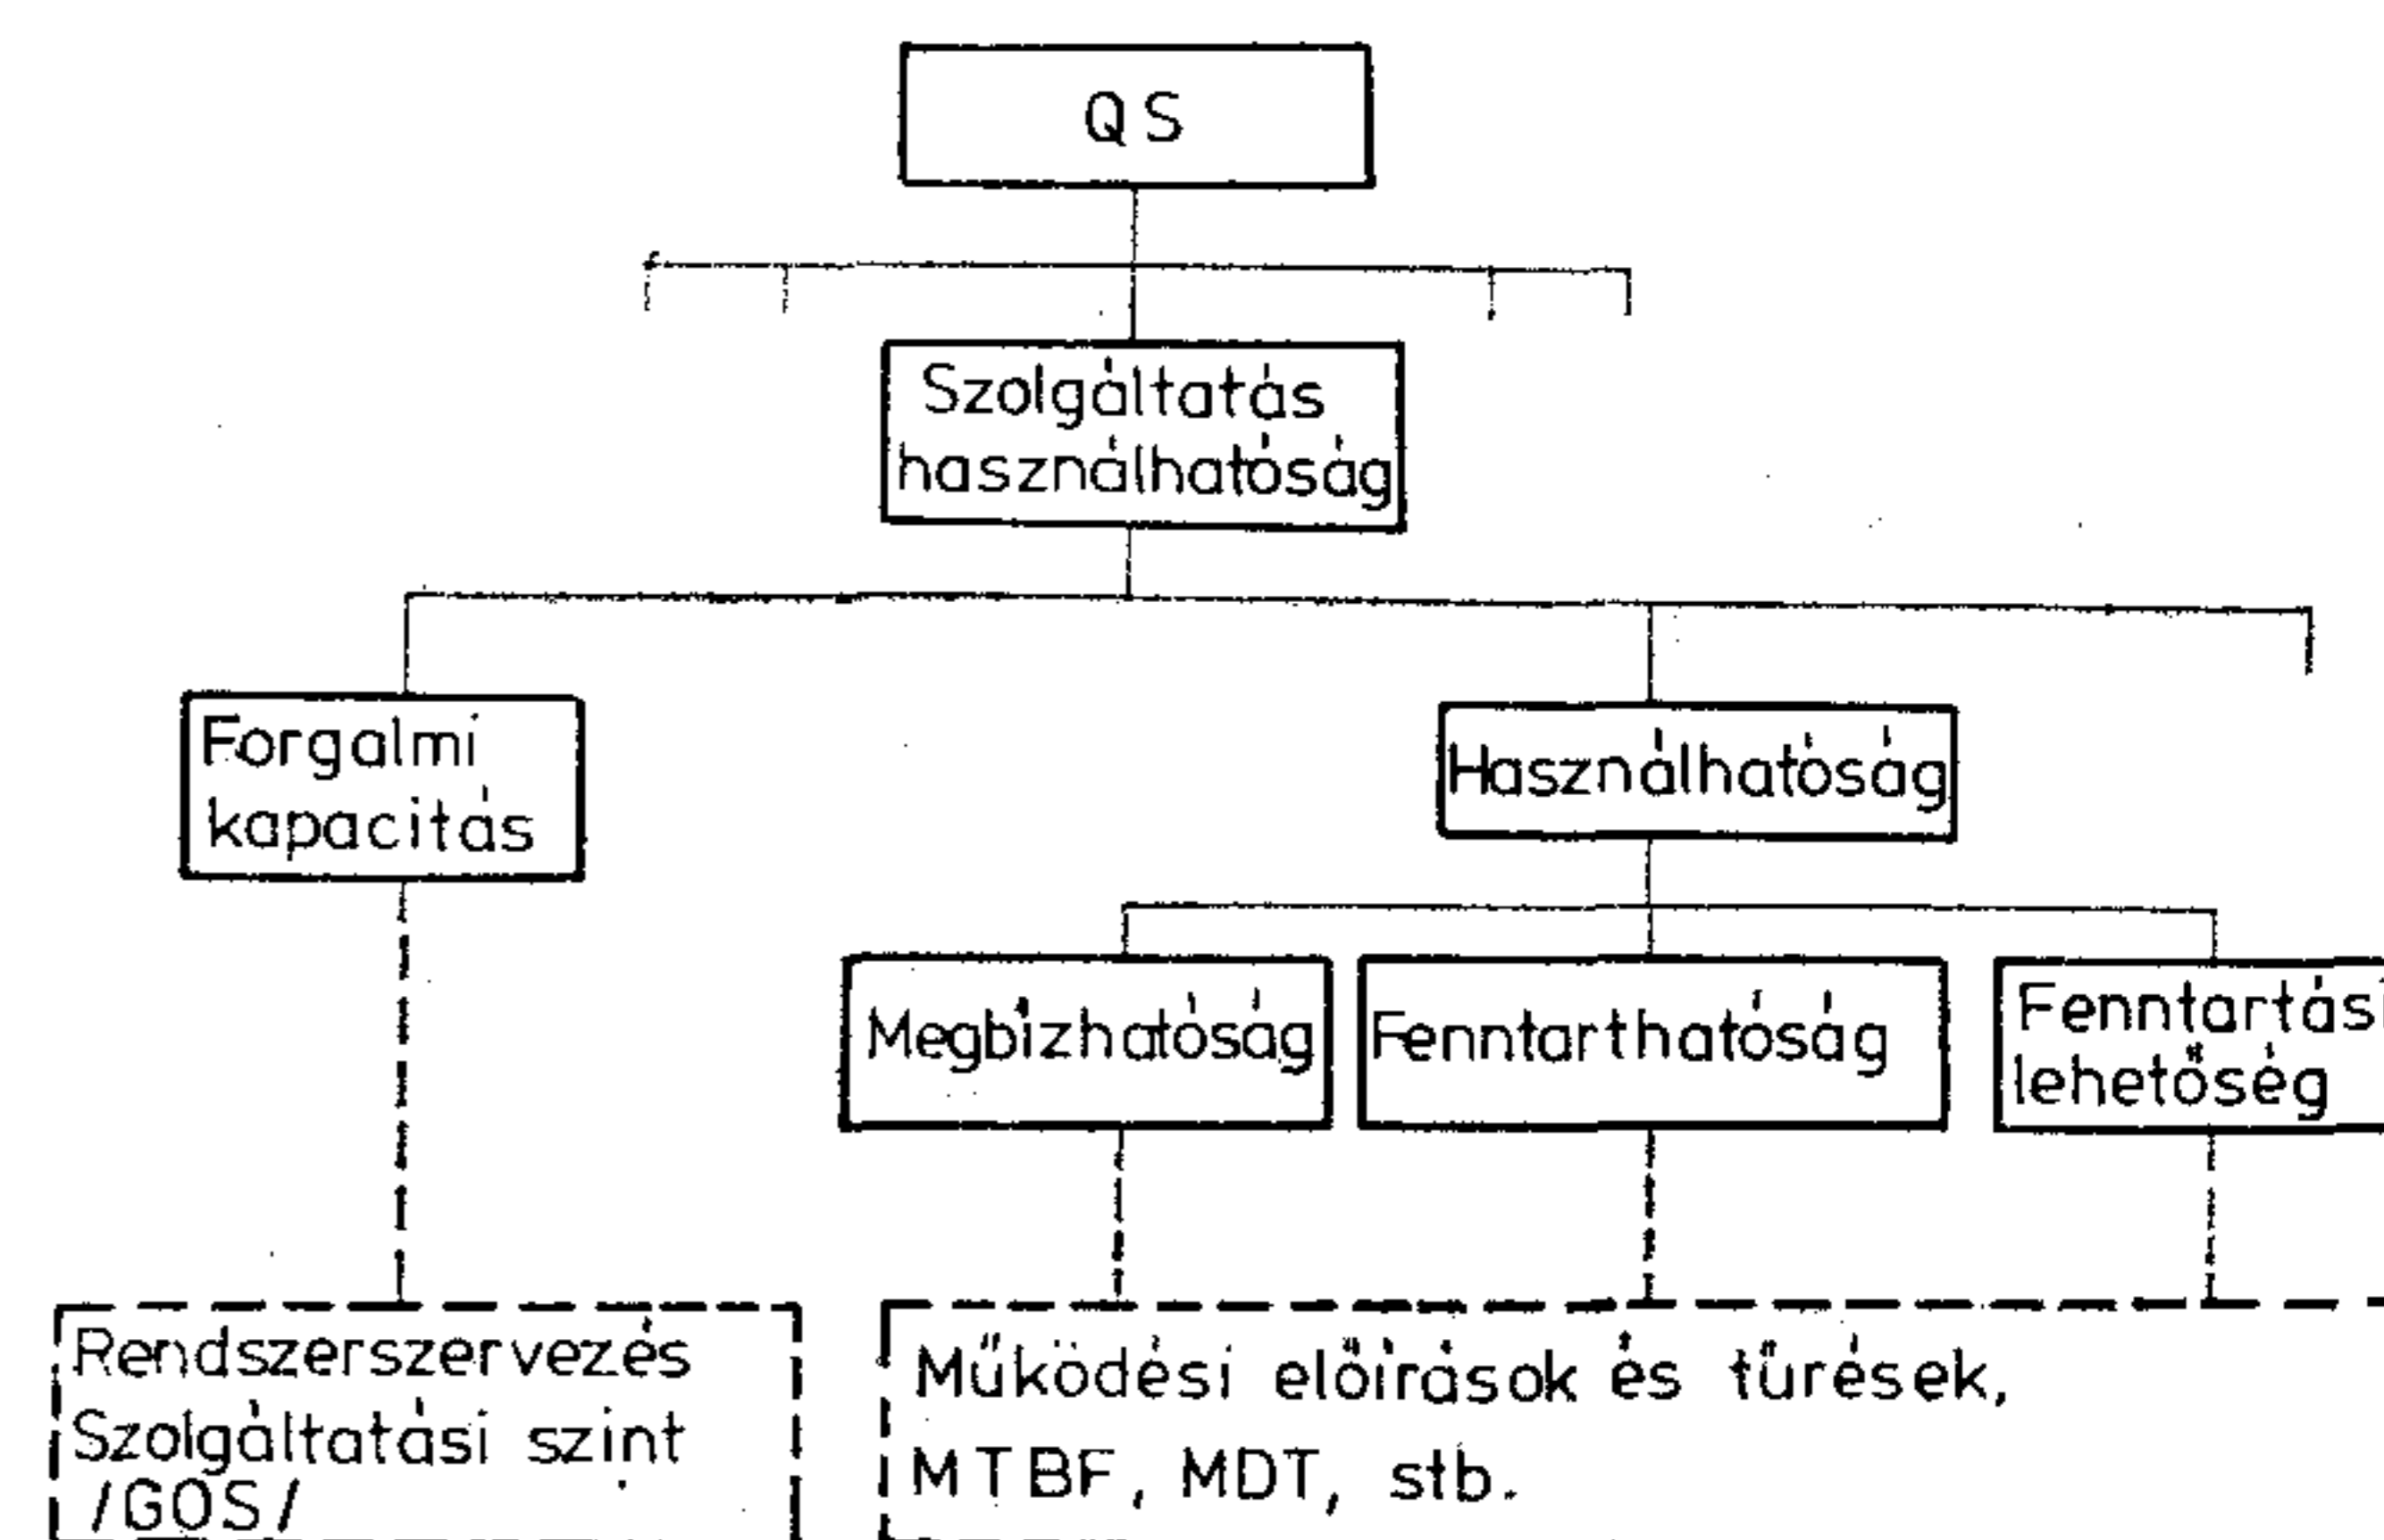 QS
Szolgáltatás
használhatóság
Forgalmi
kapacitás
Használhatóság
Megbízhatóság
Fenntarthatóság
Fenntartási
lehetőség
Rendszerszervezés
Szolgáltatási szint
/GOS/
Működési előírások és tűrések,
MTBF, MDT, stb.